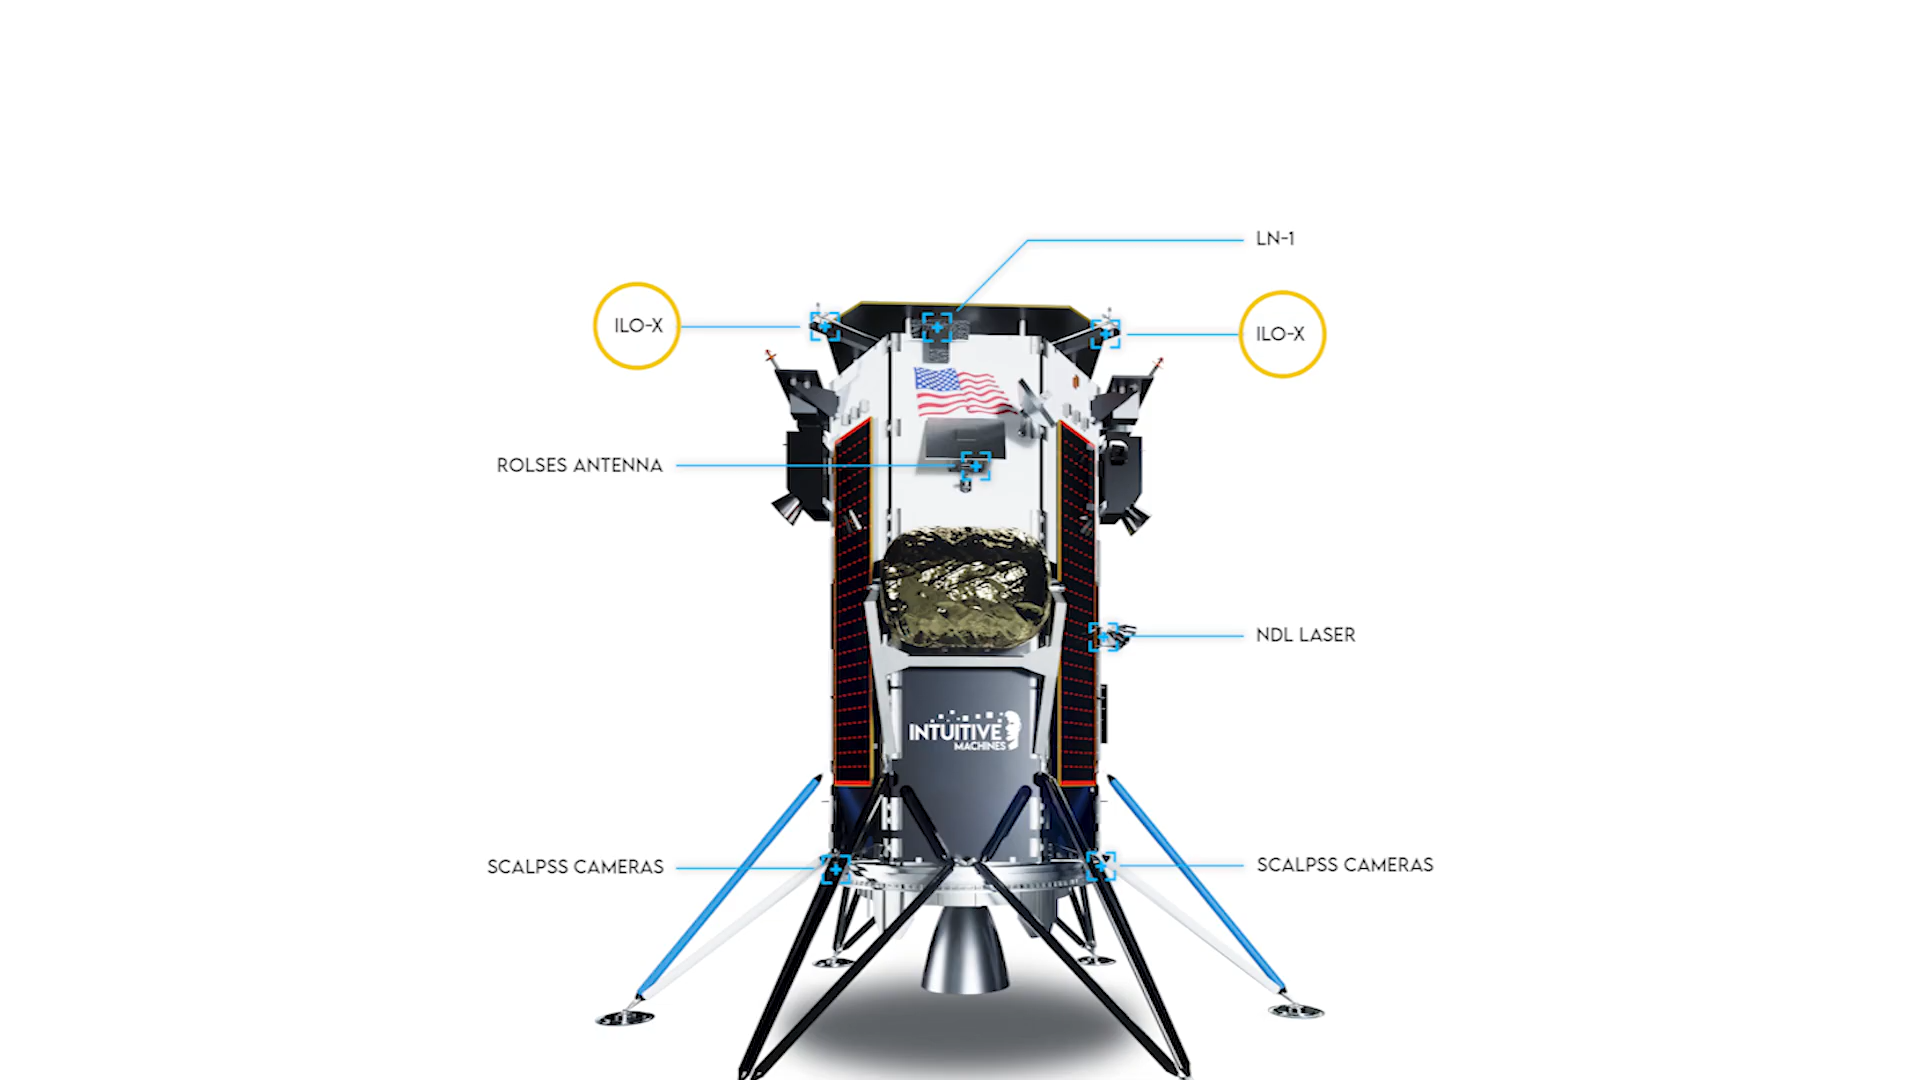 LN-1
ILO-X
ILO-X
ROLSES ANTENNA
NDL LASER
INTUITIVE
MACHINES
SCALPSS CAMERAS
SCALPSS CAMERAS